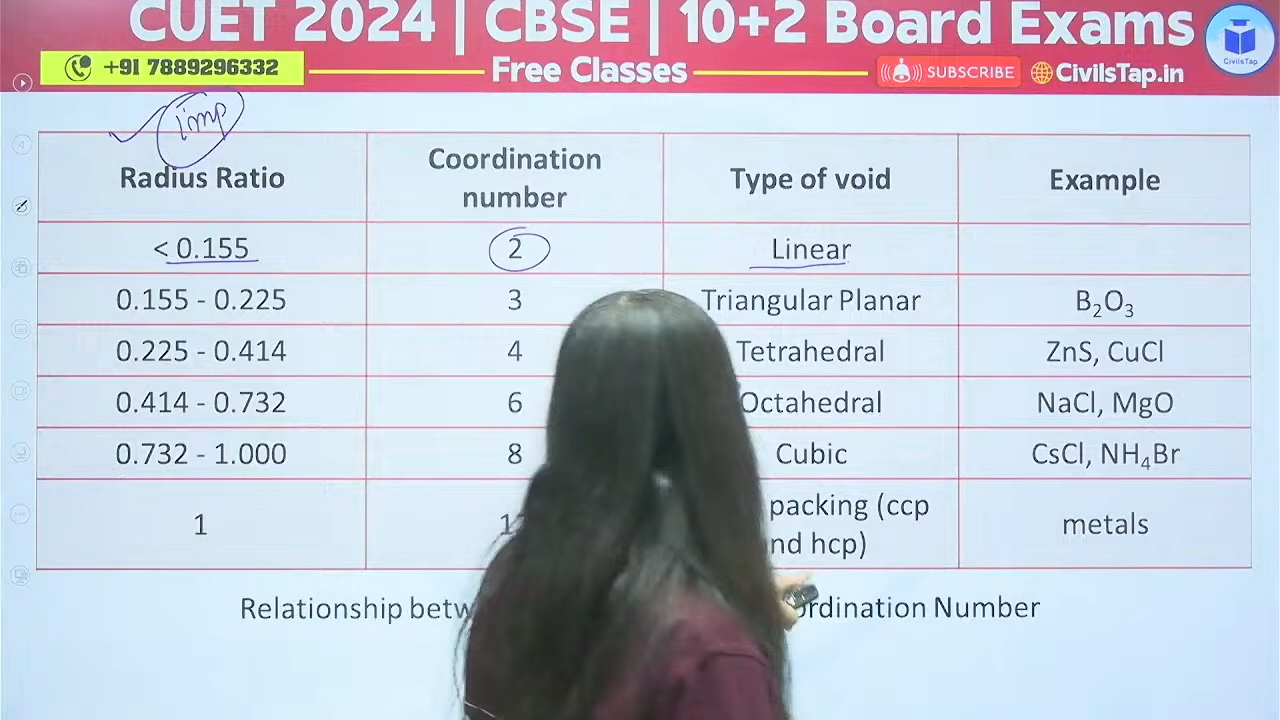 CUET 2024 | CBSE | 10+2 Board Exams
+91 7889296332
Free Classes
SUBSCRIBE
CivilsTap.in
CivilsTap
imp
Radius Ratio
Coordination
number
Type of void
Example
< 0.155
2
Linear
0.155 - 0.225
3
Triangular Planar
B₂O₃
0.225 - 0.414
4
Tetrahedral
ZnS, CuCl
0.414 - 0.732
6
Octahedral
NaCl, MgO
0.732 - 1.000
8
Cubic
CsCl, NH₄Br
1
packing (ccp
hcp)
metals
Relationship
Number